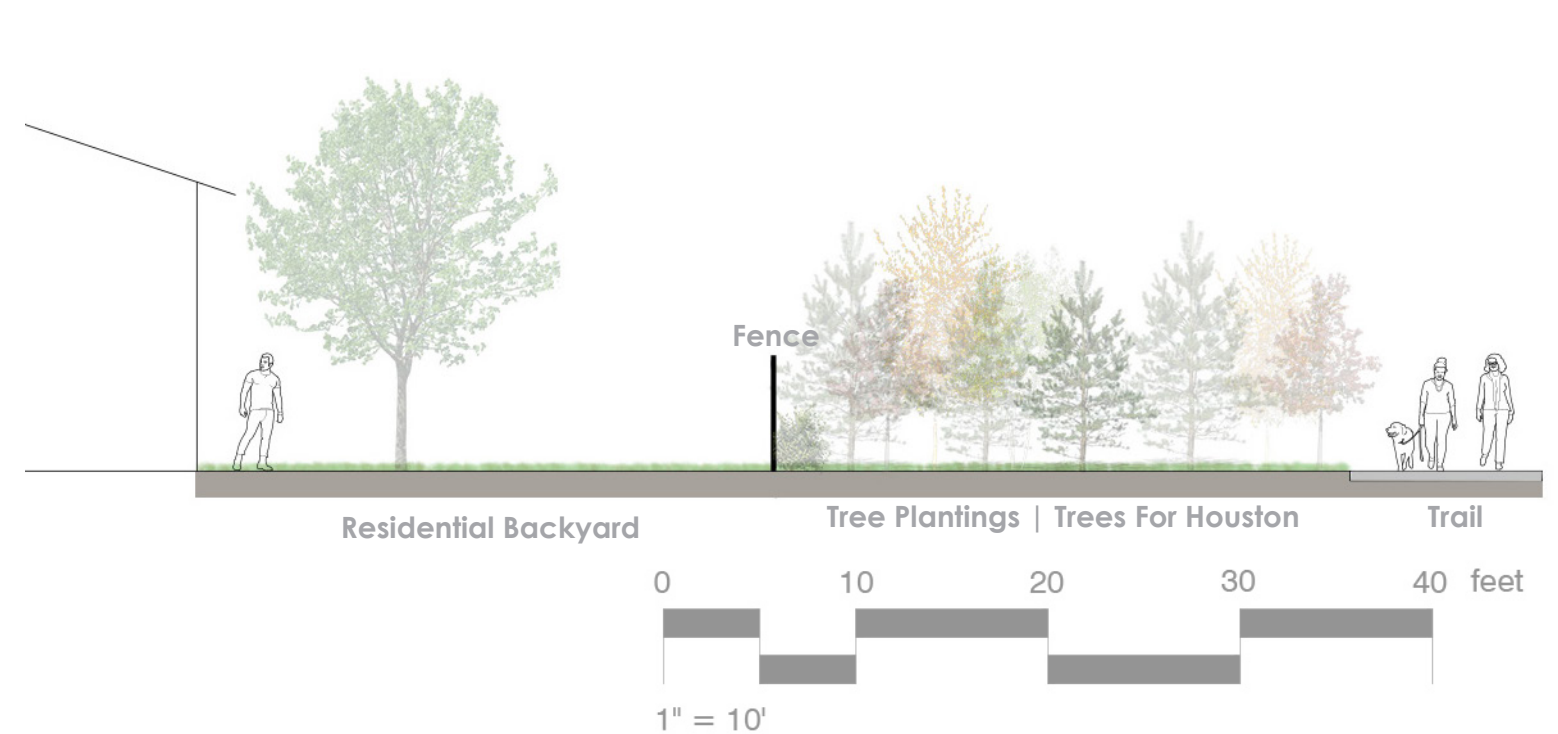 Fence
Residential Backyard
Tree Plantings | Trees For Houston
Trail
0 10 20 30 40 feet
1" = 10'